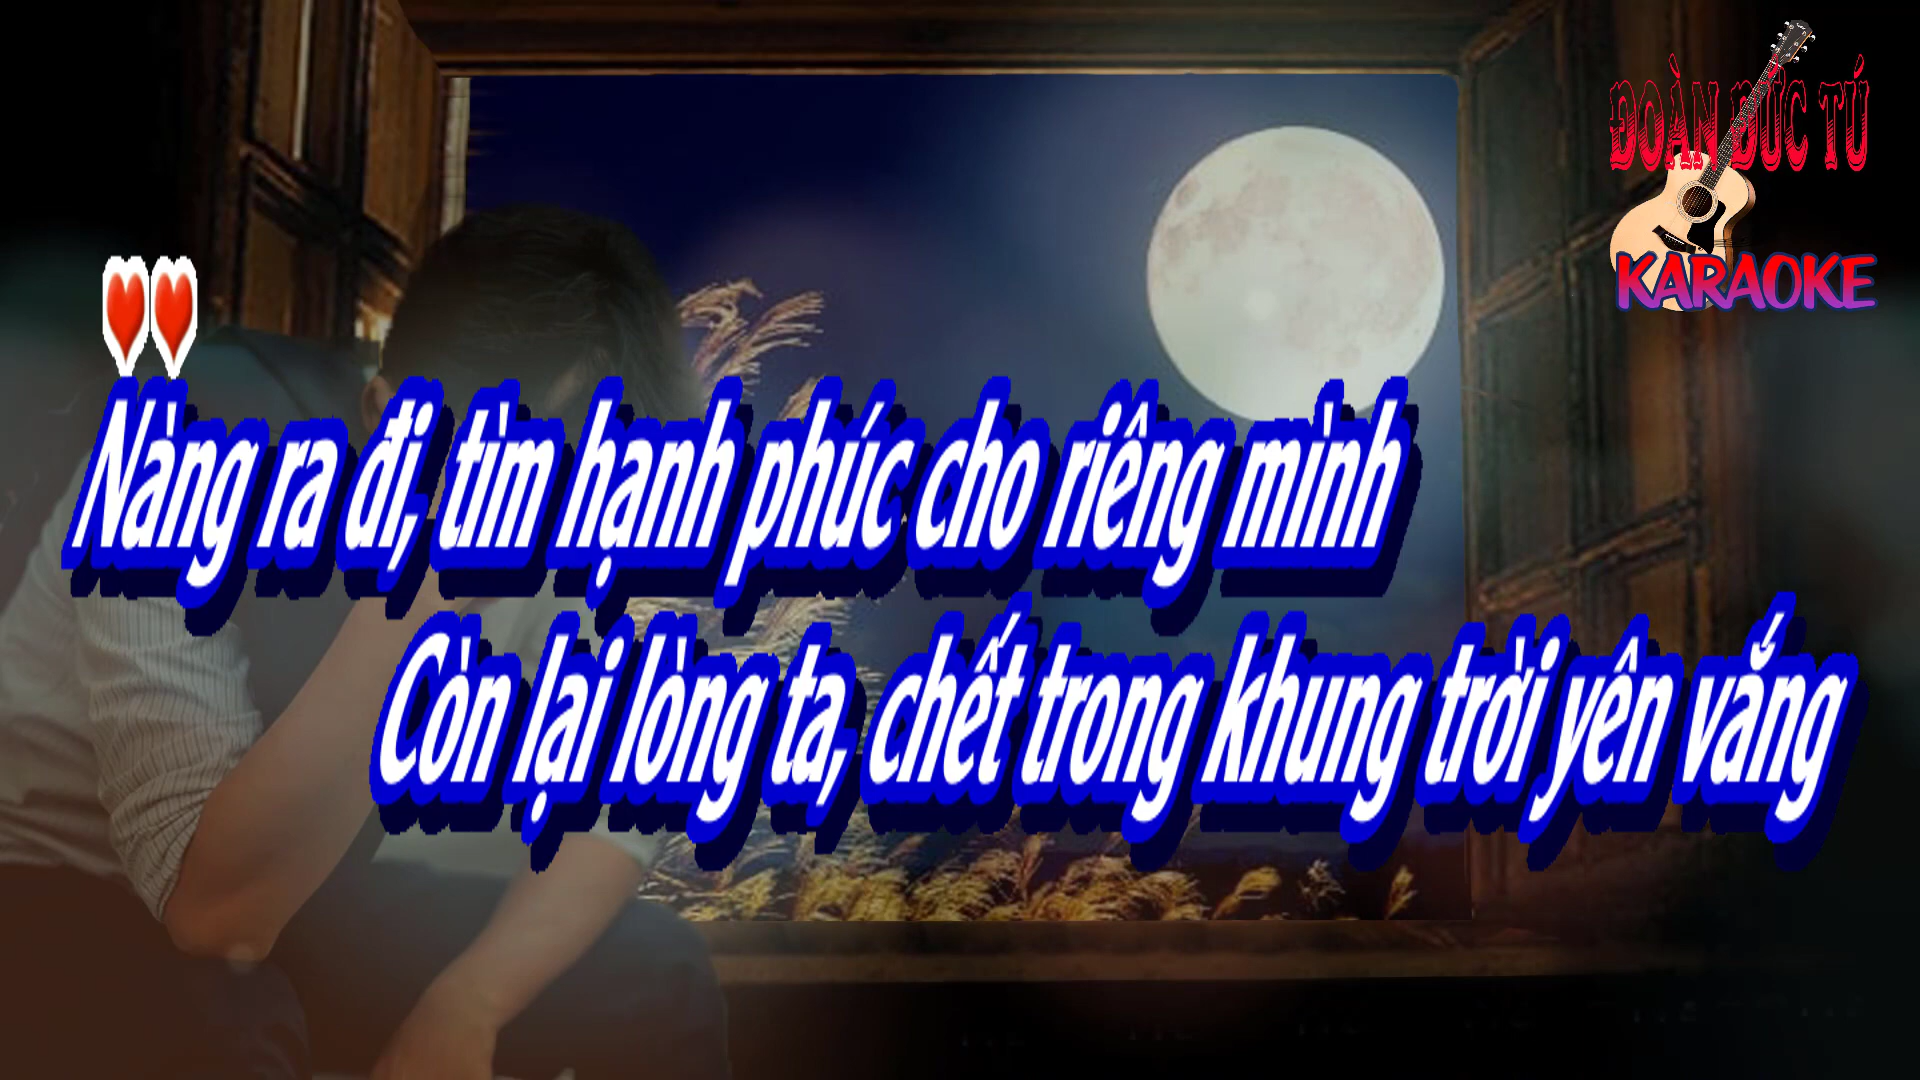 ĐOÀN ĐỨC TÚ
KARAOKE
Nàng ra đi, tìm hạnh phúc cho riêng mình
Còn lại lòng ta, chết trong khung trời yên vắng